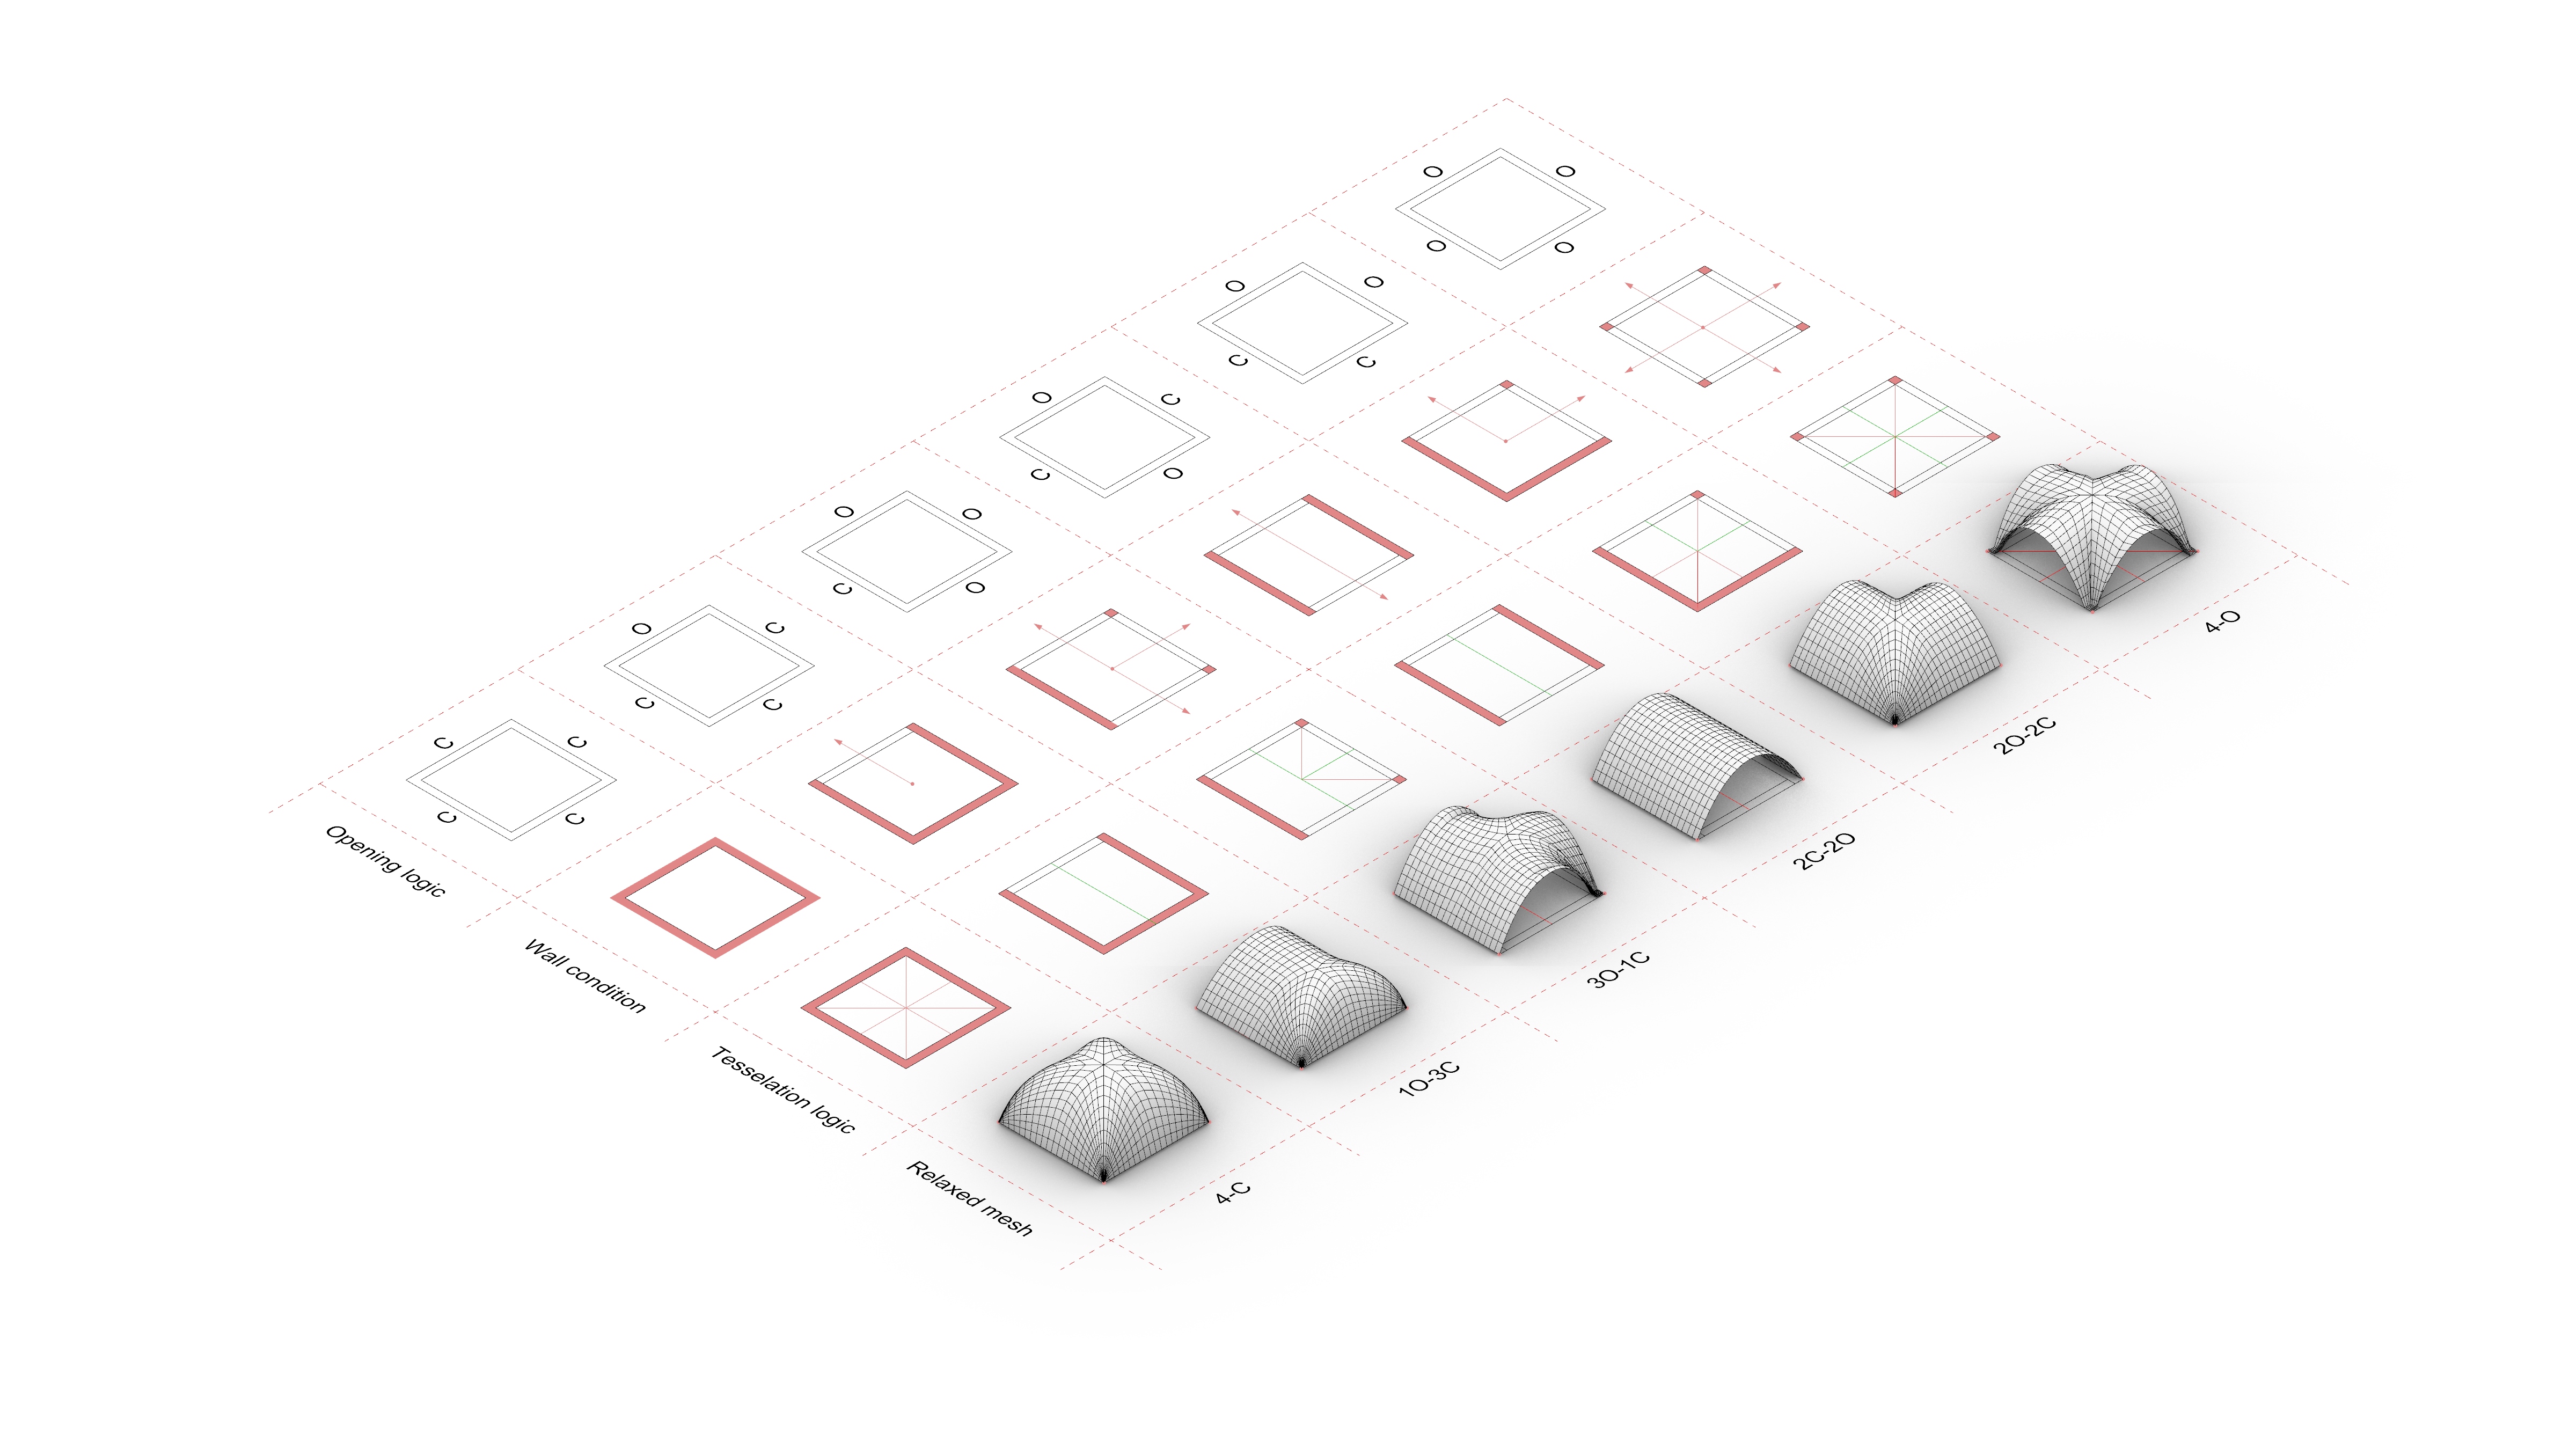 O O
O O
O O
C C
O C
C O
O O
C O
O C
C C
C C
C C
Opening logic
Wall condition
Tesselation logic
Relaxed mesh
4-C
1O-3C
3O-1C
2C-2O
2O-2C
4-O